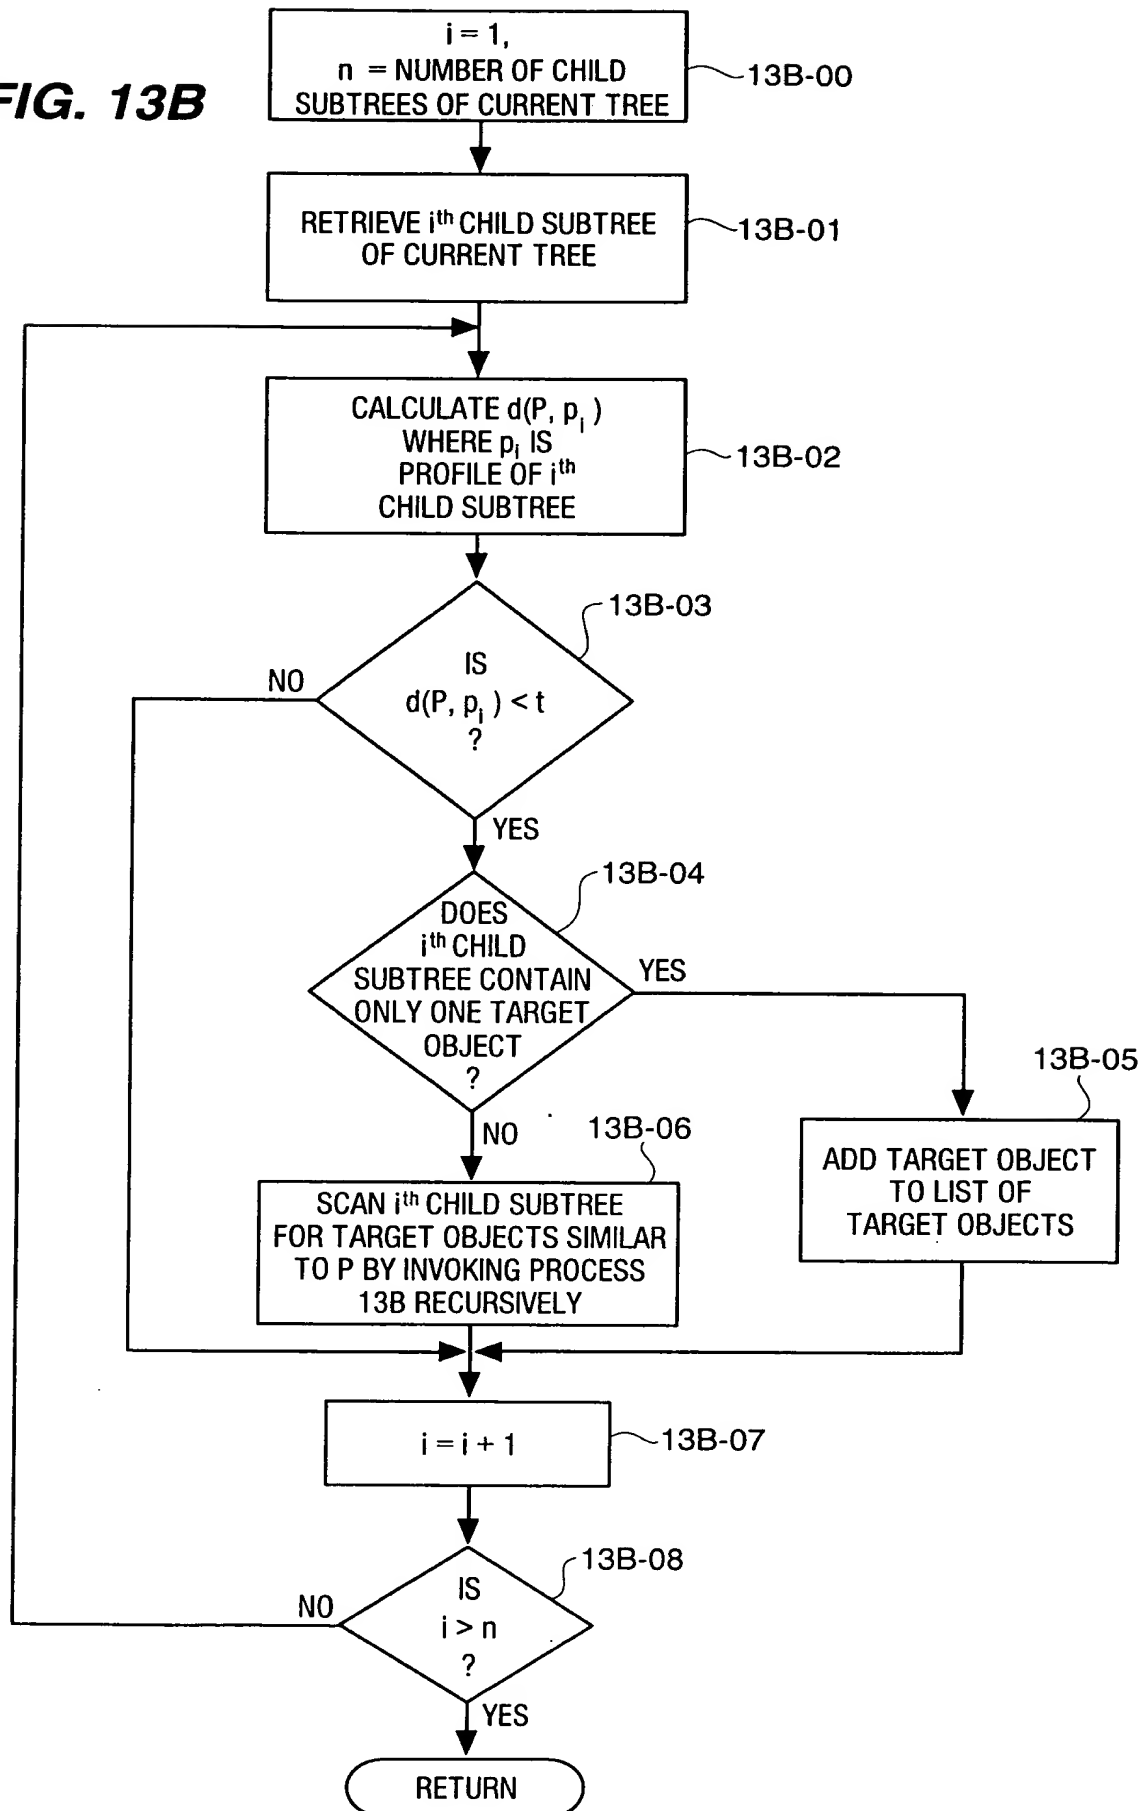 FIG. 13B
i = 1,
n = NUMBER OF CHILD
SUBTREES OF CURRENT TREE
13B-00
RETRIEVE iᵗʰ CHILD SUBTREE
OF CURRENT TREE
13B-01
CALCULATE d(P, pᵢ)
WHERE pᵢ IS
PROFILE OF iᵗʰ
CHILD SUBTREE
13B-02
13B-03
IS
d(P, pᵢ) < t
?
NO
YES
13B-04
DOES
iᵗʰ CHILD
SUBTREE CONTAIN
ONLY ONE TARGET
OBJECT
?
YES
NO
13B-05
ADD TARGET OBJECT
TO LIST OF
TARGET OBJECTS
13B-06
SCAN iᵗʰ CHILD SUBTREE
FOR TARGET OBJECTS SIMILAR
TO P BY INVOKING PROCESS
13B RECURSIVELY
i = i + 1
13B-07
13B-08
IS
i > n
?
NO
YES
RETURN